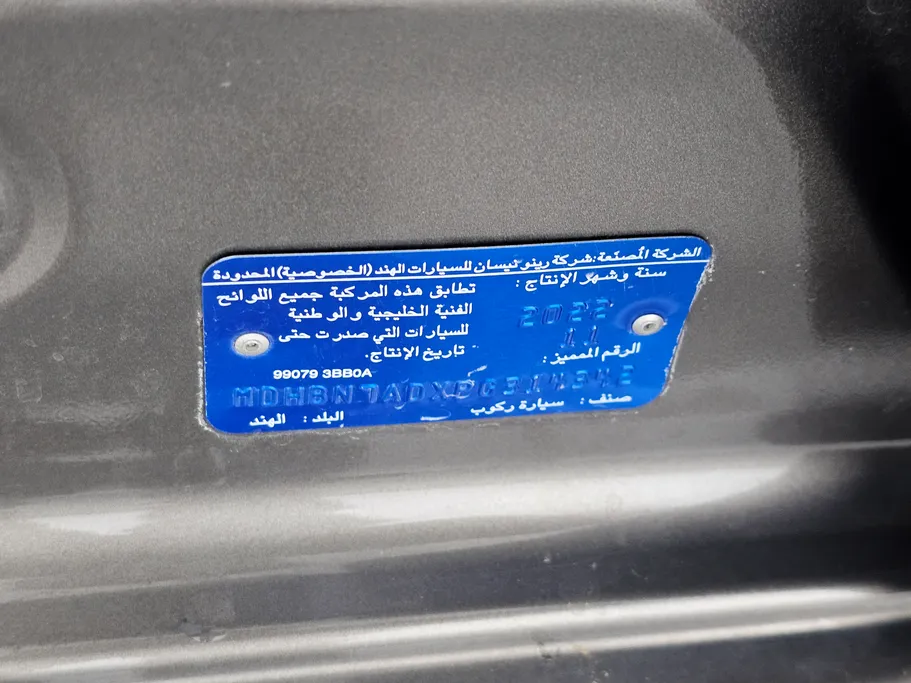 الشركة المصنعة: شركة رينو نيسان للسيارات الهند (الخصوصية) المحدودة
سنة وشهر الإنتاج :
2022
11
تطابق هذه المركبة جميع اللوائح
الفنية الخليجية والوطنية
للسيارات التي صدرت حتى
تاريخ الإنتاج.
الرقم المميز :
99079 3BB0A
صنف : سيارة ركوب
البلد : الهند